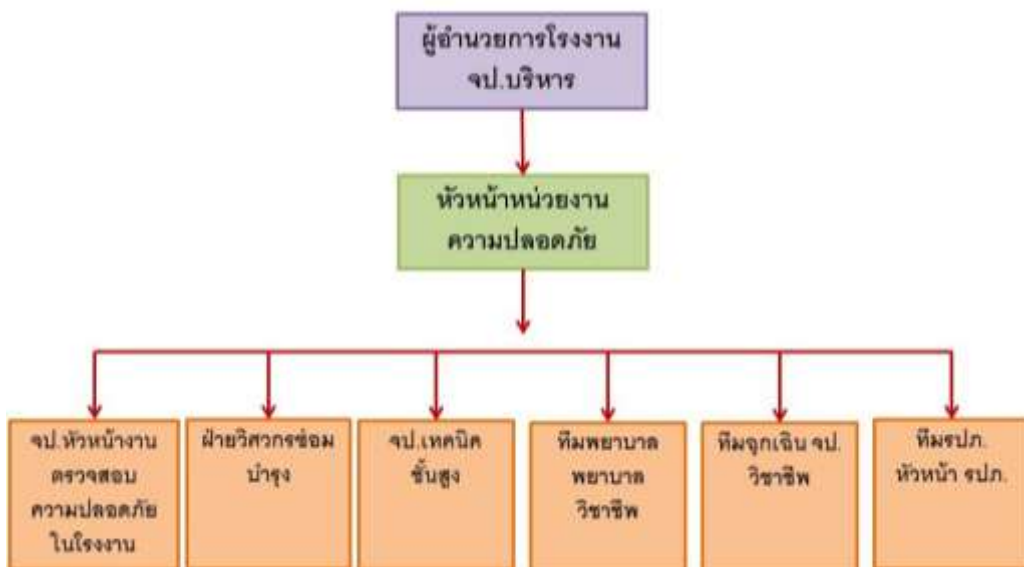 ผู้อำนวยการโรงงาน
จป.บริหาร
หัวหน้าหน่วยงาน
ความปลอดภัย
จป.หัวหน้างาน
ตรวจสอบ
ความปลอดภัย
ในโรงงาน
ฝ่ายวิศวกรซ่อม
บำรุง
จป.เทคนิค
ชั้นสูง
ทีมพยาบาล
พยาบาล
วิชาชีพ
ทีมฉุกเฉิน จป.
วิชาชีพ
ทีมรปภ.
หัวหน้า รปภ.